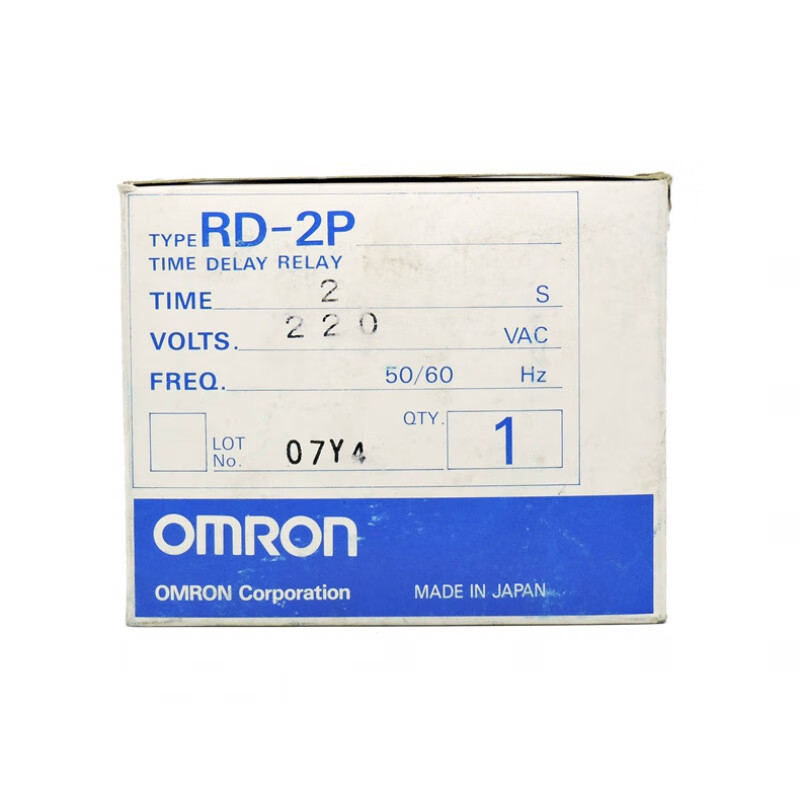 TYPE RD-2P
TIME DELAY RELAY
TIME 2 S
VOLTS. 220 VAC
FREQ. 50/60 Hz
LOT No. 07Y4
QTY. 1
OMRON
OMRON Corporation
MADE IN JAPAN